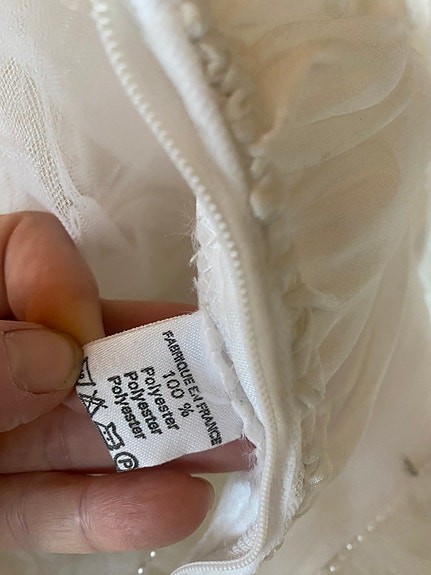 FABRIQUE EN FRANCE
100 %
Polyester
Polyester
Polyester
P